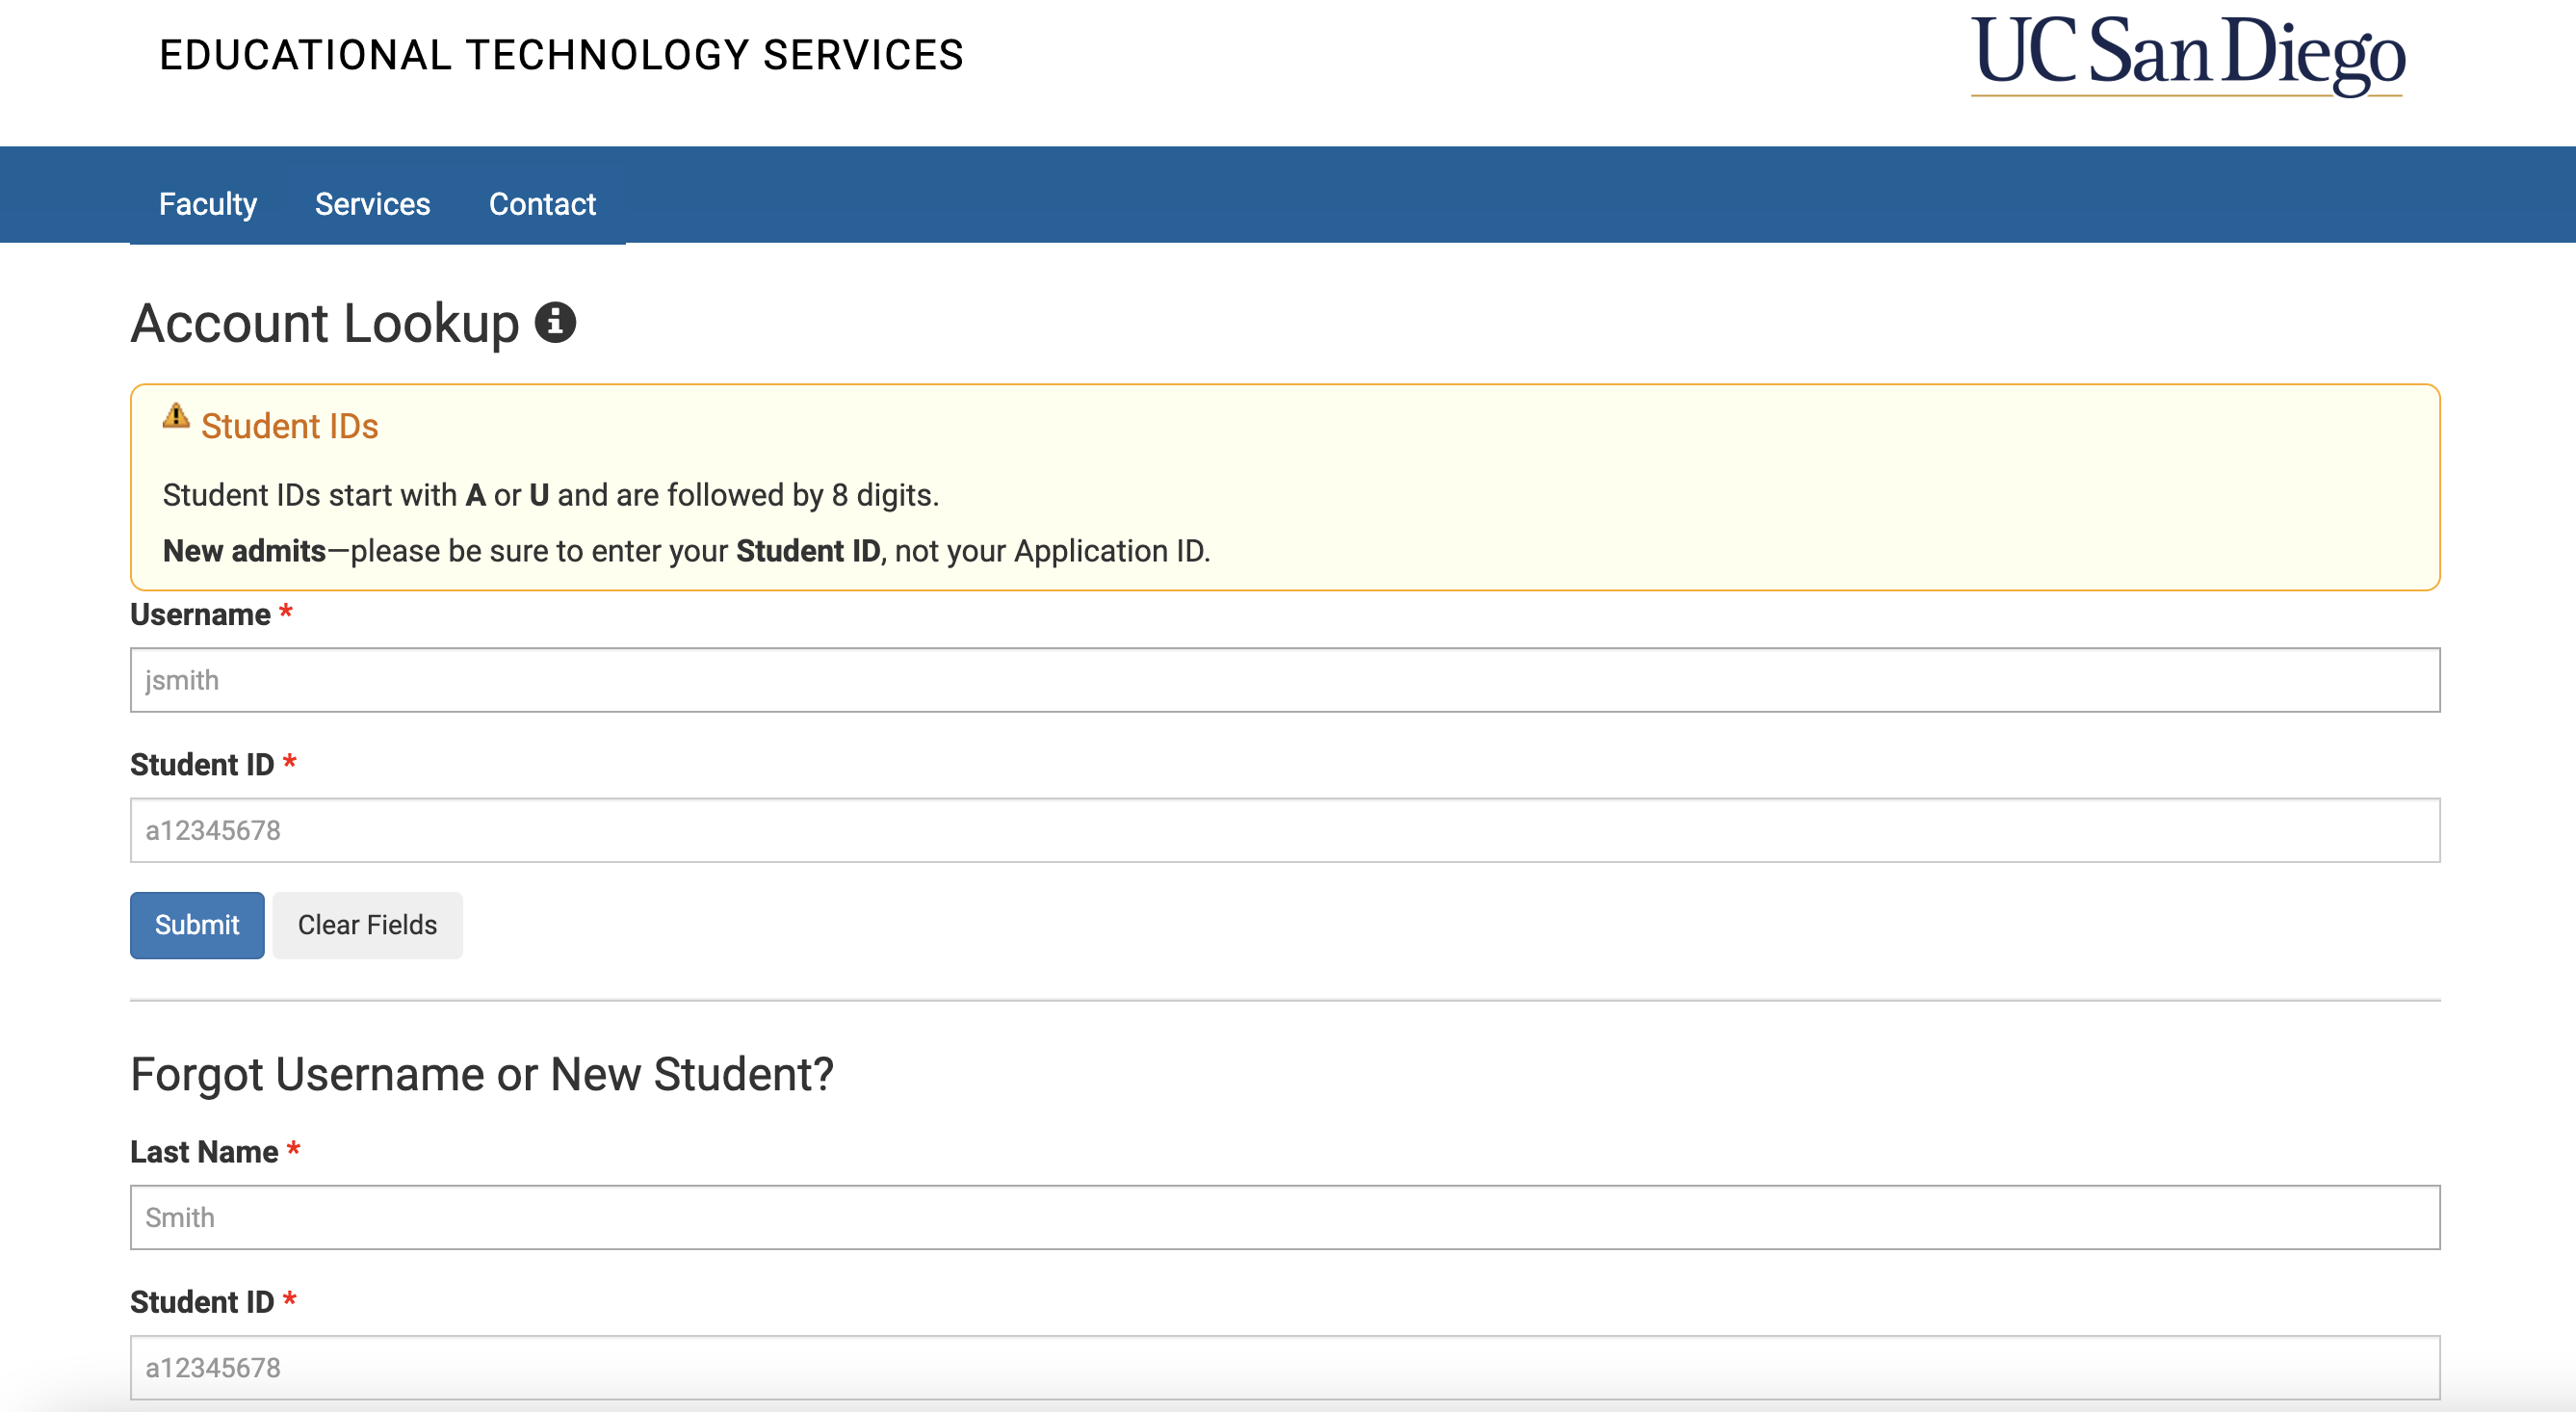 EDUCATIONAL TECHNOLOGY SERVICES
UC San Diego
Faculty Services Contact
Account Lookup
Student IDs
Student IDs start with A or U and are followed by 8 digits.
New admits—please be sure to enter your Student ID, not your Application ID.
Username *
jsmith
Student ID *
a12345678
Submit Clear Fields
Forgot Username or New Student?
Last Name *
Smith
Student ID *
a12345678